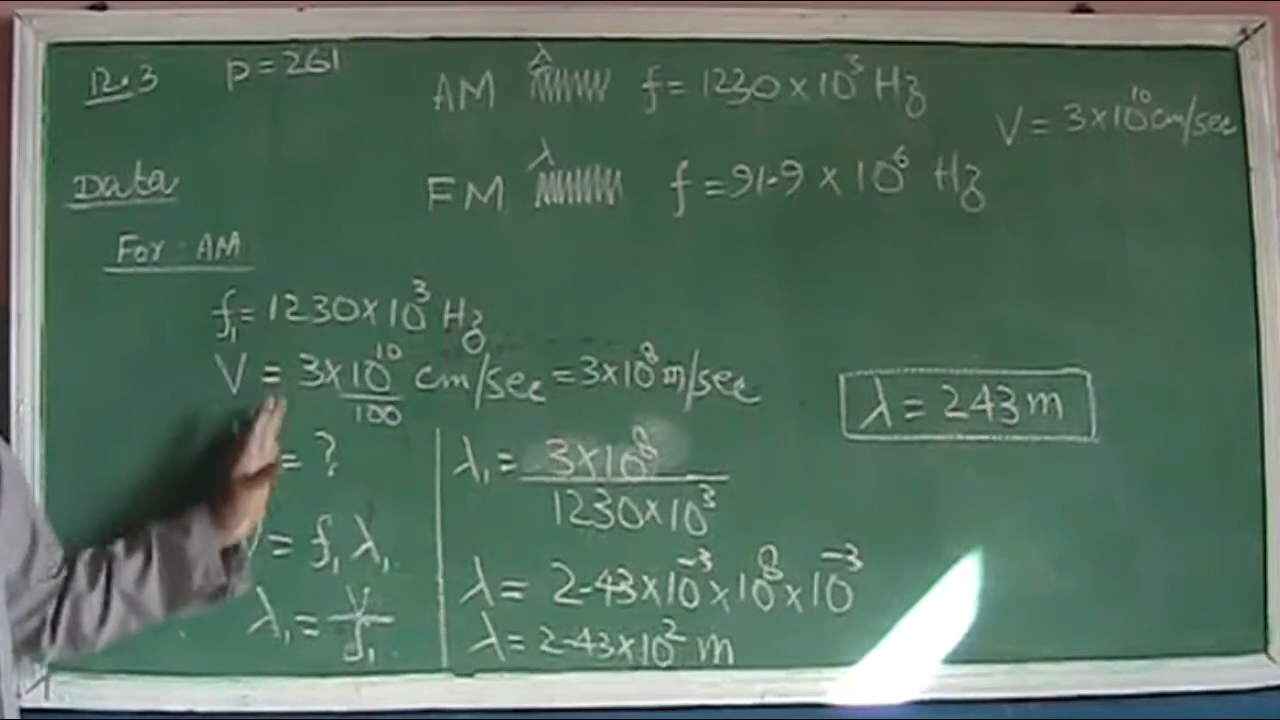 12.3 P = 261
AM λ f = 1230 × 10³ Hz
V = 3×10¹⁰ cm/sec
FM λ f = 91.9 × 10⁶ Hz
Data
For AM
f₁ = 1230×10³ Hz
V = 3×10¹⁰/100 cm/sec = 3×10⁸ m/sec
= ?
= f₁ λ₁
λ₁ = V/f₁
λ₁ = 3×10⁸/1230×10³
λ = 2.43×10⁻³×10⁸×10⁻³
λ = 2.43×10² m
λ = 243 m